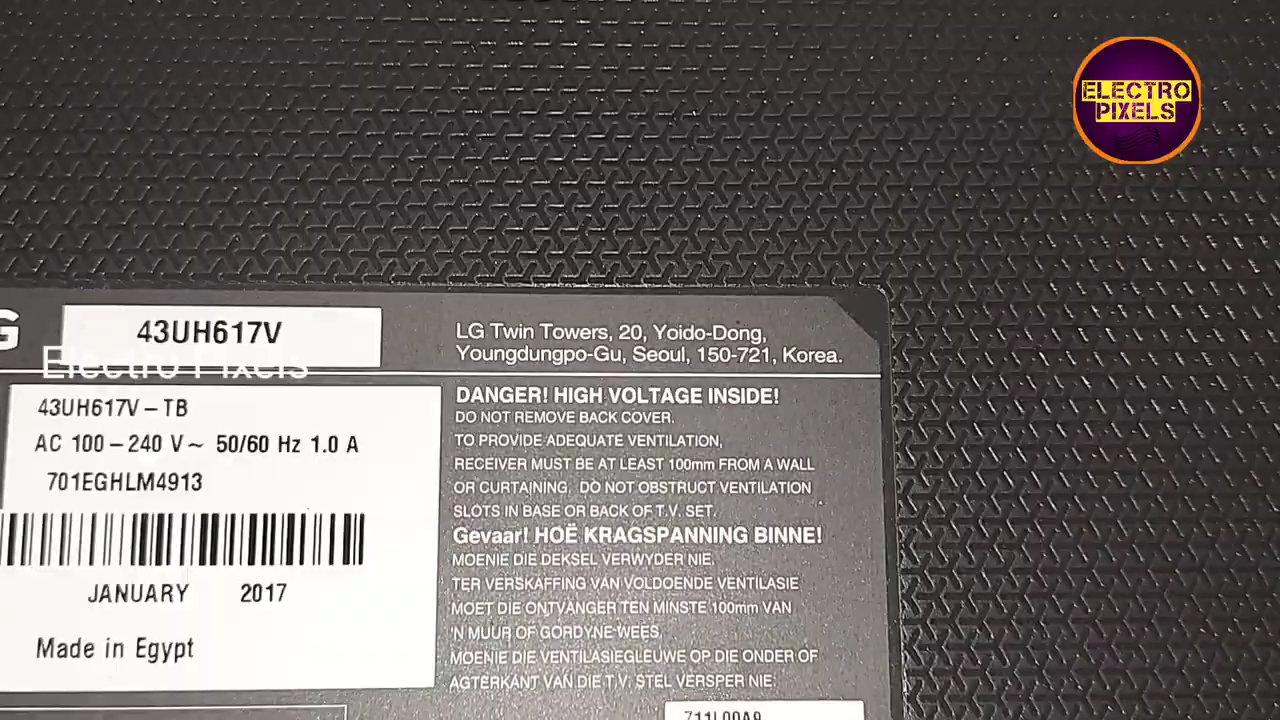 ELECTRO
PIXELS
G
43UH617V
Electro Pixels
43UH617V – TB
AC 100 – 240 V ~ 50/60 Hz 1.0 A
701EGHLM4913
JANUARY 2017
Made in Egypt
LG Twin Towers, 20, Yoido-Dong,
Youngdungpo-Gu, Seoul, 150-721, Korea.
DANGER! HIGH VOLTAGE INSIDE!
DO NOT REMOVE BACK COVER.
TO PROVIDE ADEQUATE VENTILATION,
RECEIVER MUST BE AT LEAST 100mm FROM A WALL
OR CURTAINING. DO NOT OBSTRUCT VENTILATION
SLOTS IN BASE OR BACK OF T.V. SET.
Gevaar! HOË KRAGSPANNING BINNE!
MOENIE DIE DEKSEL VERWYDER NIE.
TER VERSKAFFING VAN VOLDOENDE VENTILASIE
MOET DIE ONTVANGER TEN MINSTE 100mm VAN
'N MUUR OF GORDYNE WEES.
MOENIE DIE VENTILASIEGLEUWE OP DIE ONDER OF
AGTERKANT VAN DIE T.V. STEL VERSPER NIE.